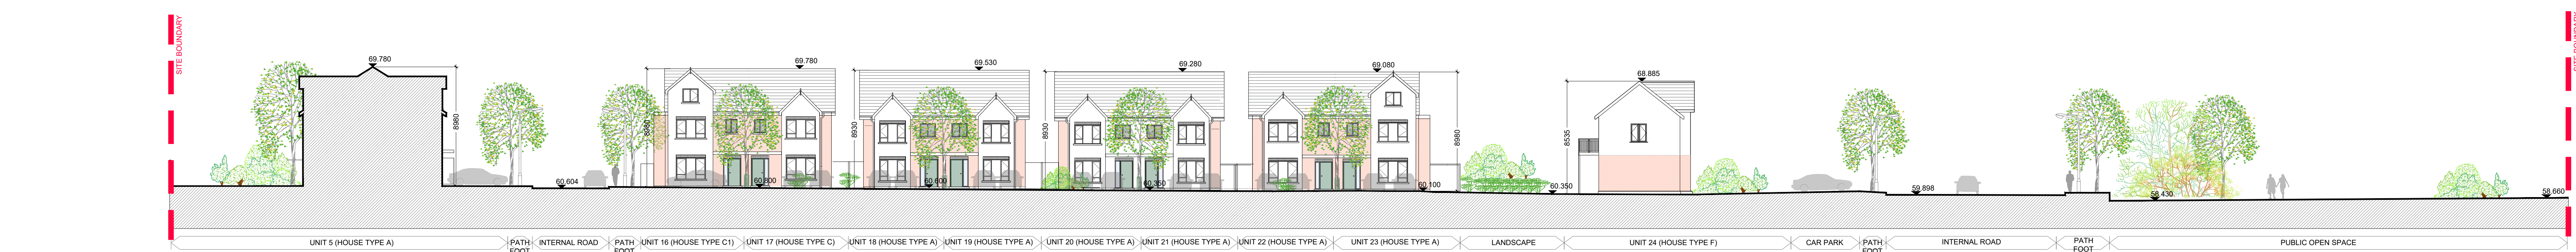 SITE BOUNDARY
69.780
8980
60.604
69.780
8980
60.800
69.530
8930
60.600
69.280
8930
60.350
69.080
8980
60.100
60.350
68.885
8535
59.898
58.430
58.660
UNIT 5 (HOUSE TYPE A)
FOOT
PATH
INTERNAL ROAD
FOOT
PATH
UNIT 16 (HOUSE TYPE C1)
UNIT 17 (HOUSE TYPE C)
UNIT 18 (HOUSE TYPE A)
UNIT 19 (HOUSE TYPE A)
UNIT 20 (HOUSE TYPE A)
UNIT 21 (HOUSE TYPE A)
UNIT 22 (HOUSE TYPE A)
UNIT 23 (HOUSE TYPE A)
LANDSCAPE
UNIT 24 (HOUSE TYPE F)
CAR PARK
FOOT
PATH
INTERNAL ROAD
FOOT
PATH
PUBLIC OPEN SPACE